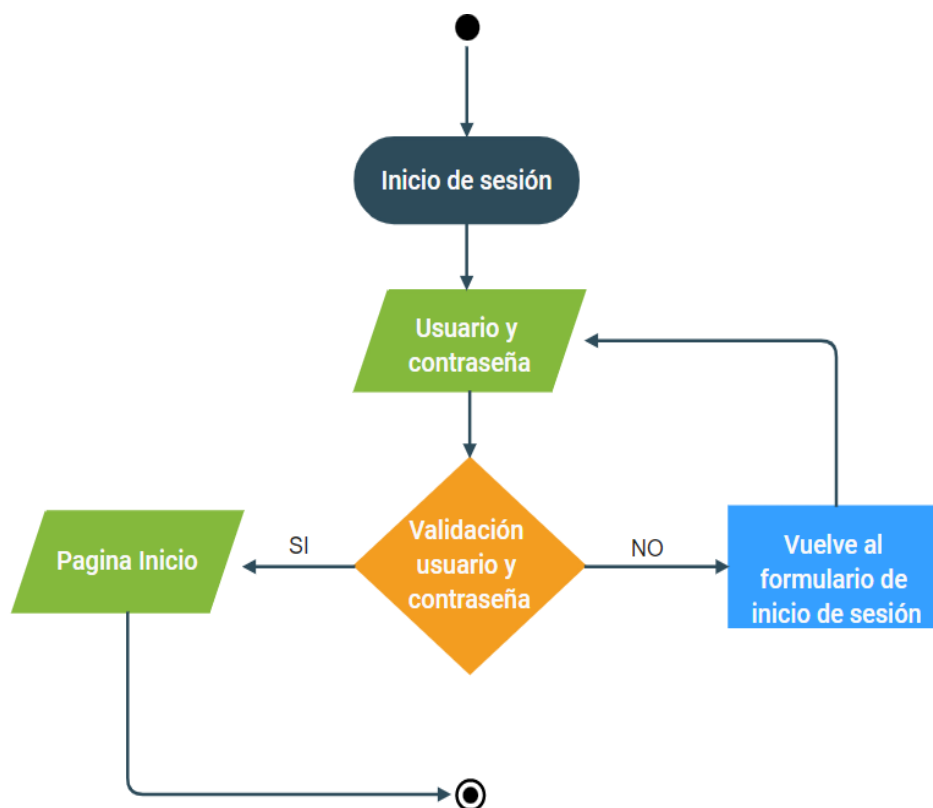 Inicio de sesión
Usuario y
contraseña
Validación
usuario y
contraseña
SI
NO
Pagina Inicio
Vuelve al
formulario de
inicio de sesión